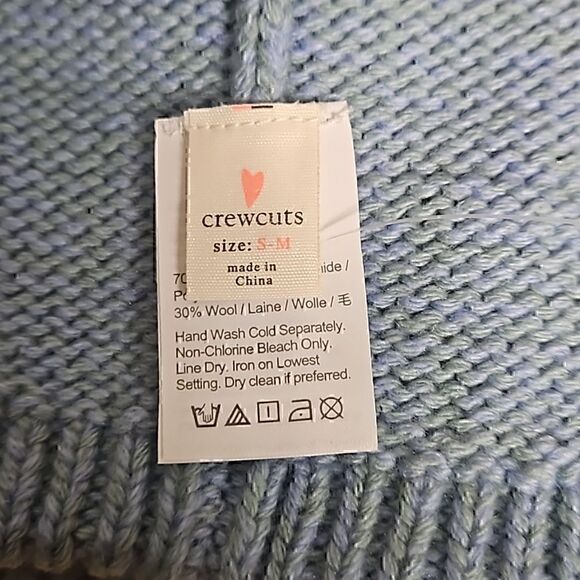 crewcuts
size: S-M
made in
China
30% Wool / Laine / Wolle / 毛
Hand Wash Cold Separately.
Non-Chlorine Bleach Only.
Line Dry. Iron on Lowest
Setting. Dry clean if preferred.